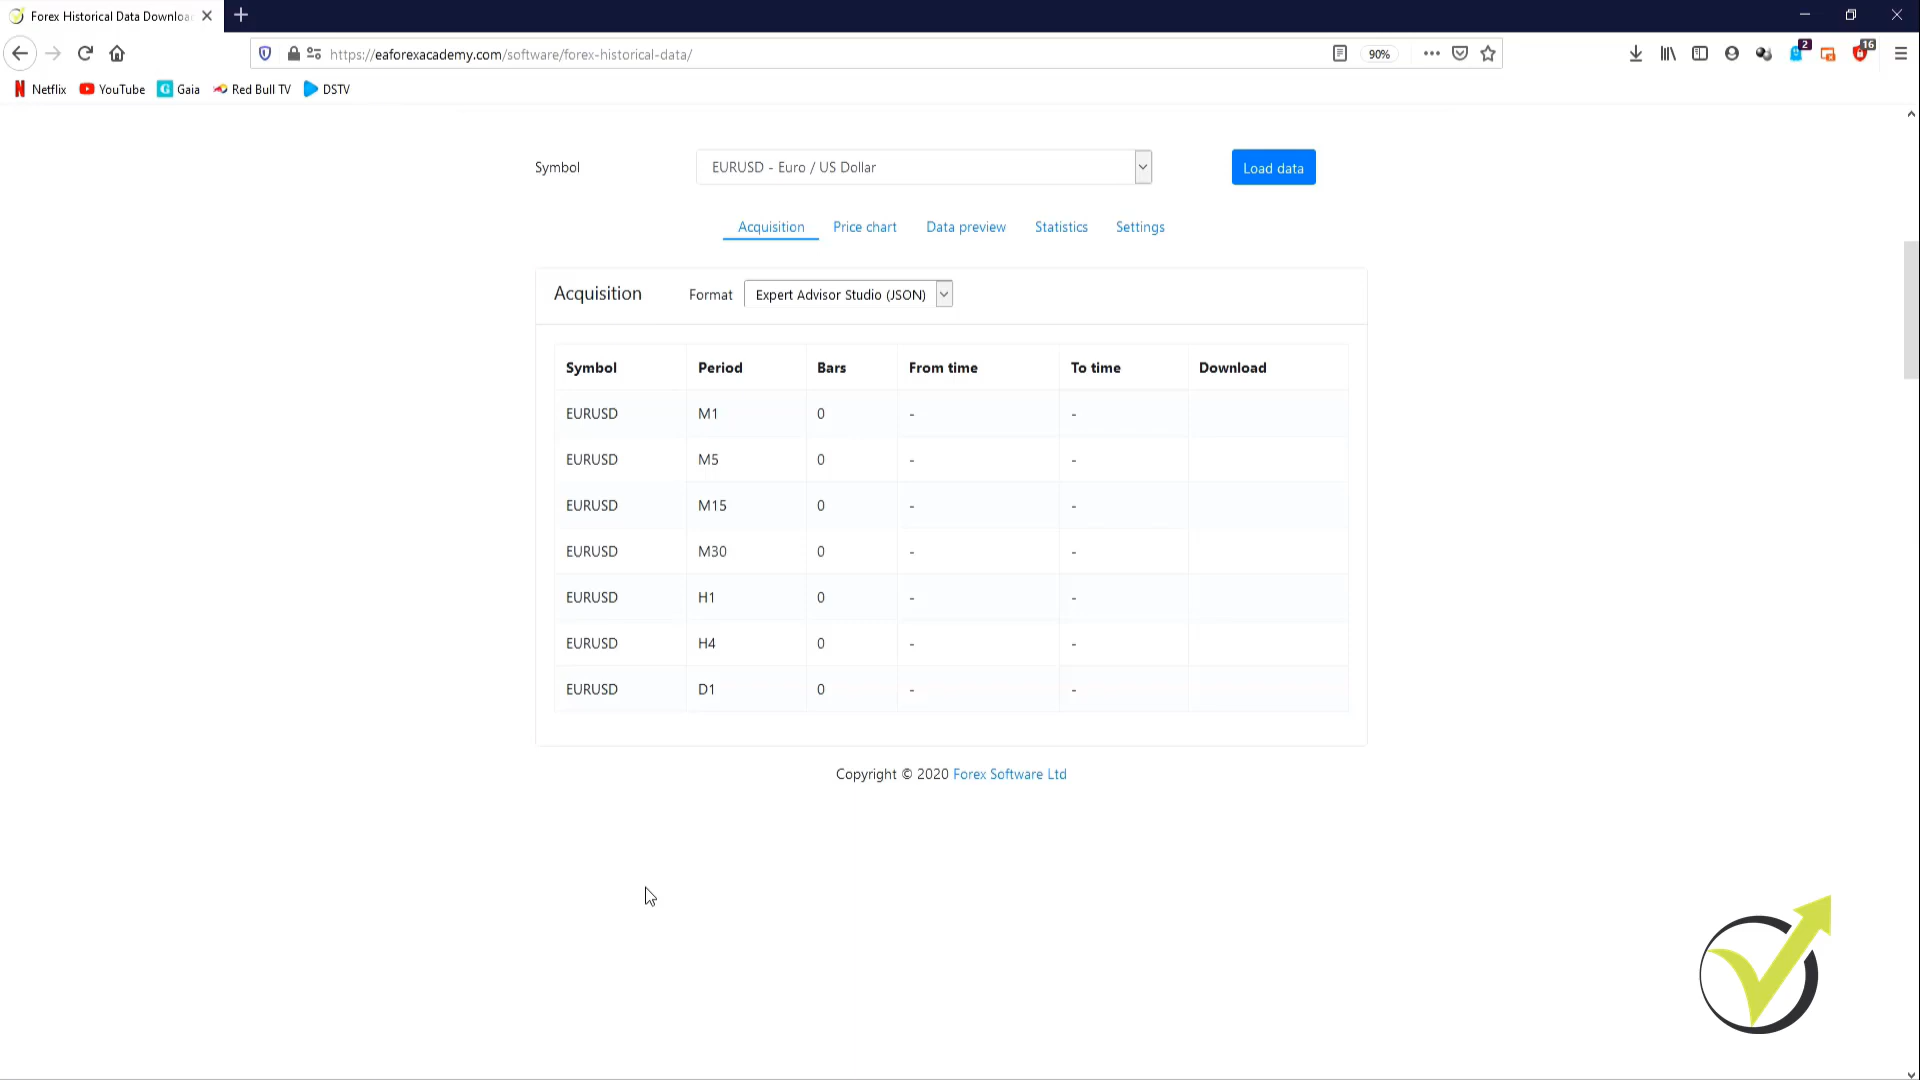 Forex Historical Data Downloa
https://eaforexacademy.com/software/forex-historical-data/
90%
2
16
Netflix YouTube G Gaia Red Bull TV DSTV
Symbol EURUSD - Euro / US Dollar Load data
Acquisition Price chart Data preview Statistics Settings
Acquisition Format Expert Advisor Studio (JSON)
Symbol Period Bars From time To time Download
EURUSD M1 0 - -
EURUSD M5 0 - -
EURUSD M15 0 - -
EURUSD M30 0 - -
EURUSD H1 0 - -
EURUSD H4 0 - -
EURUSD D1 0 - -
Copyright © 2020 Forex Software Ltd